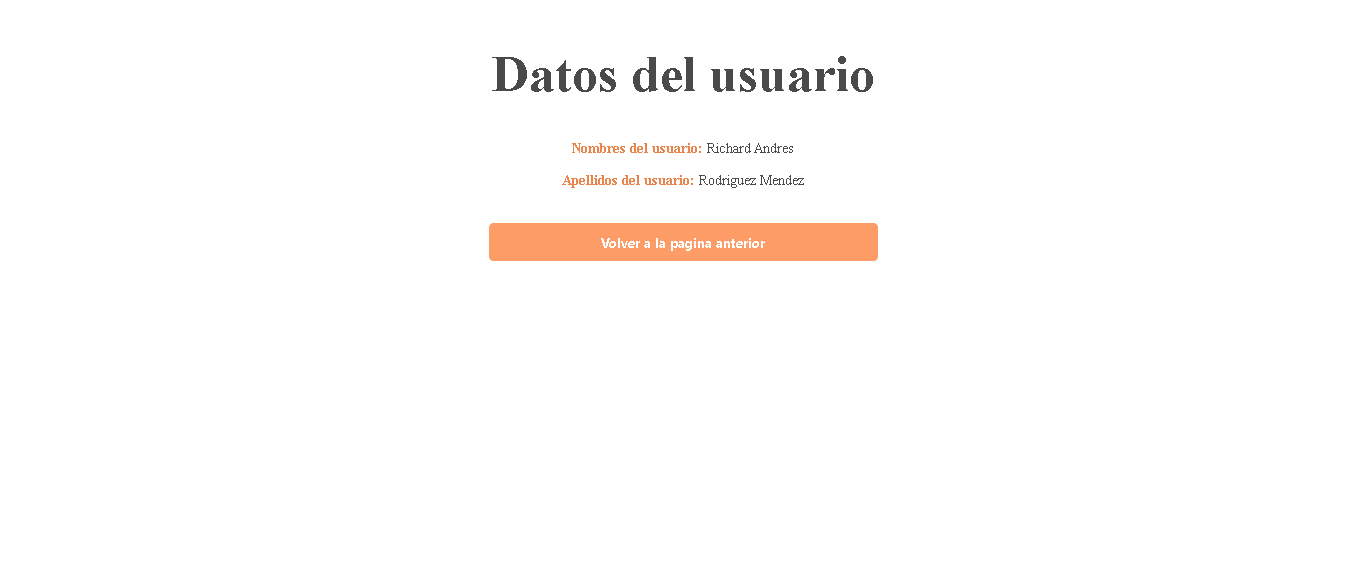 Datos del usuario
Nombres del usuario: Richard Andres
Apellidos del usuario: Rodriguez Mendez
Volver a la pagina anterior